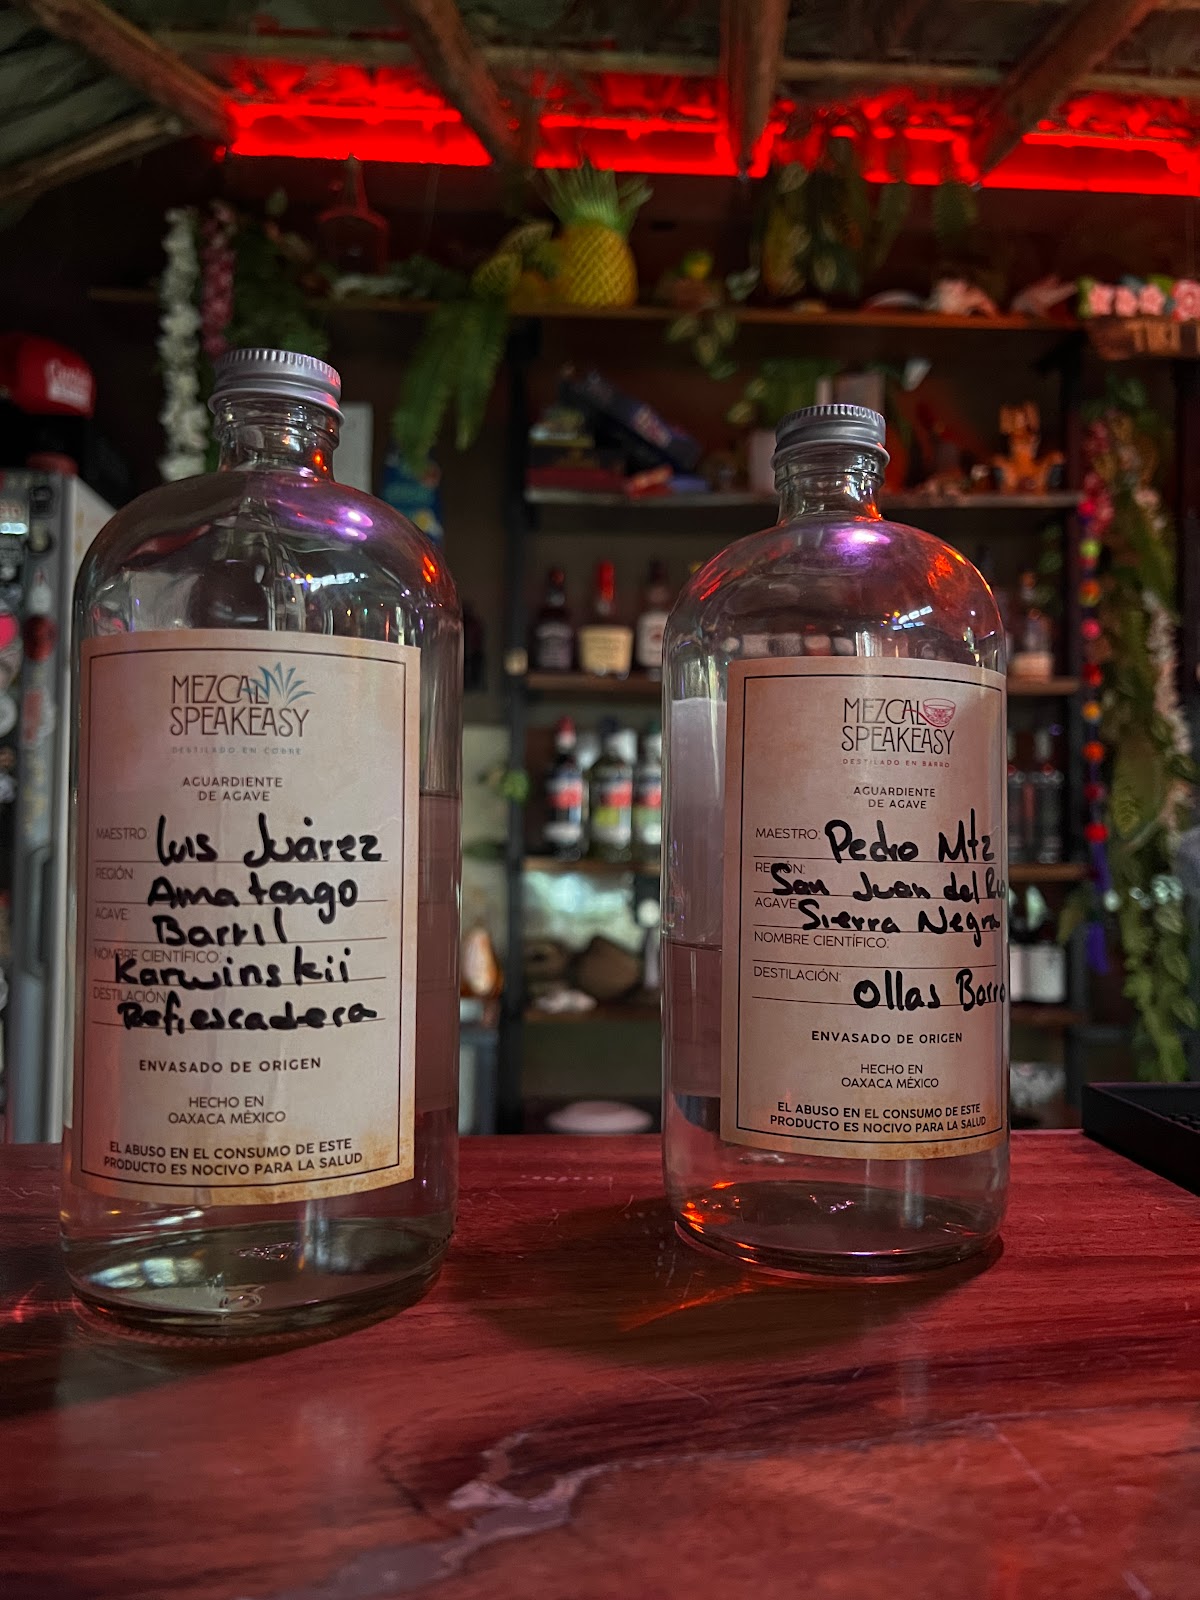 MEZCAL
SPEAKEASY
DESTILADO EN COBRE
AGUARDIENTE
DE AGAVE
MAESTRO: Luis Juárez
REGIÓN: Amatengo
AGAVE: Barril
NOMBRE CIENTÍFICO: Karwinskii
DESTILACIÓN: Refrescadera
ENVASADO DE ORIGEN
HECHO EN
OAXACA MÉXICO
EL ABUSO EN EL CONSUMO DE ESTE
PRODUCTO ES NOCIVO PARA LA SALUD
MEZCAL
SPEAKEASY
DESTILADO EN BARRO
AGUARDIENTE
DE AGAVE
MAESTRO: Pedro Mtz
REGIÓN: San Juan del Rio
AGAVE: Sierra Negra
NOMBRE CIENTÍFICO:
DESTILACIÓN: Ollas Barro
ENVASADO DE ORIGEN
HECHO EN
OAXACA MÉXICO
EL ABUSO EN EL CONSUMO DE ESTE
PRODUCTO ES NOCIVO PARA LA SALUD
TIKI